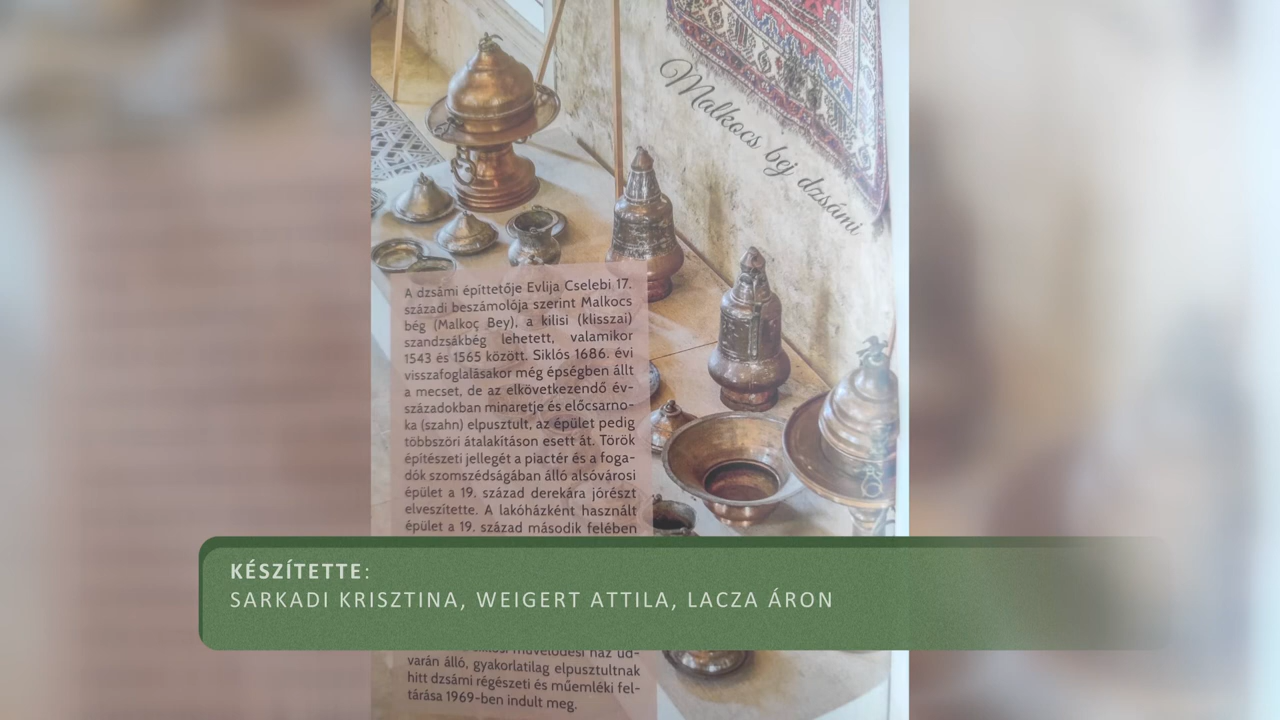 Malkocs bej dzsámi
A dzsámi építtetője Evlija Cselebi 17.
századi beszámolója szerint Malkocs
bég (Malkoç Bey), a kilisi (klisszai)
szandzsákbég lehetett, valamikor
1543 és 1565 között. Siklós 1686. évi
visszafoglalásakor még épségben állt
a mecset, de az elkövetkezendő év-
századokban minaretje és előcsarno-
ka (szahn) elpusztult, az épület pedig
többszöri átalakításon esett át. Török
építészeti jellegét a piactér és a foga-
dók szomszédságában álló alsóvárosi
épület a 19. század derekára jórészt
elveszítette. A lakóházként használt
épület a 19. század második felében
KÉSZÍTETTE:
SARKADI KRISZTINA, WEIGERT ATTILA, LACZA ÁRON
művelődési ház ud-
varán álló, gyakorlatilag elpusztultnak
hitt dzsámi régészeti és műemléki fel-
tárása 1969-ben indult meg.